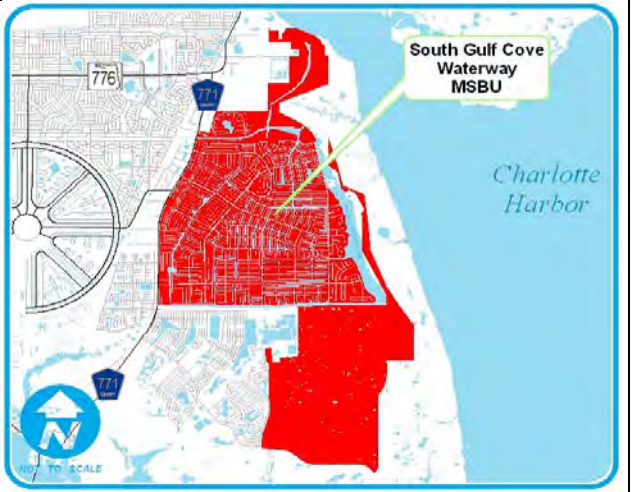 776
771
South Gulf Cove
Waterway
MSBU
Charlotte
Harbor
771
N
NOT TO SCALE